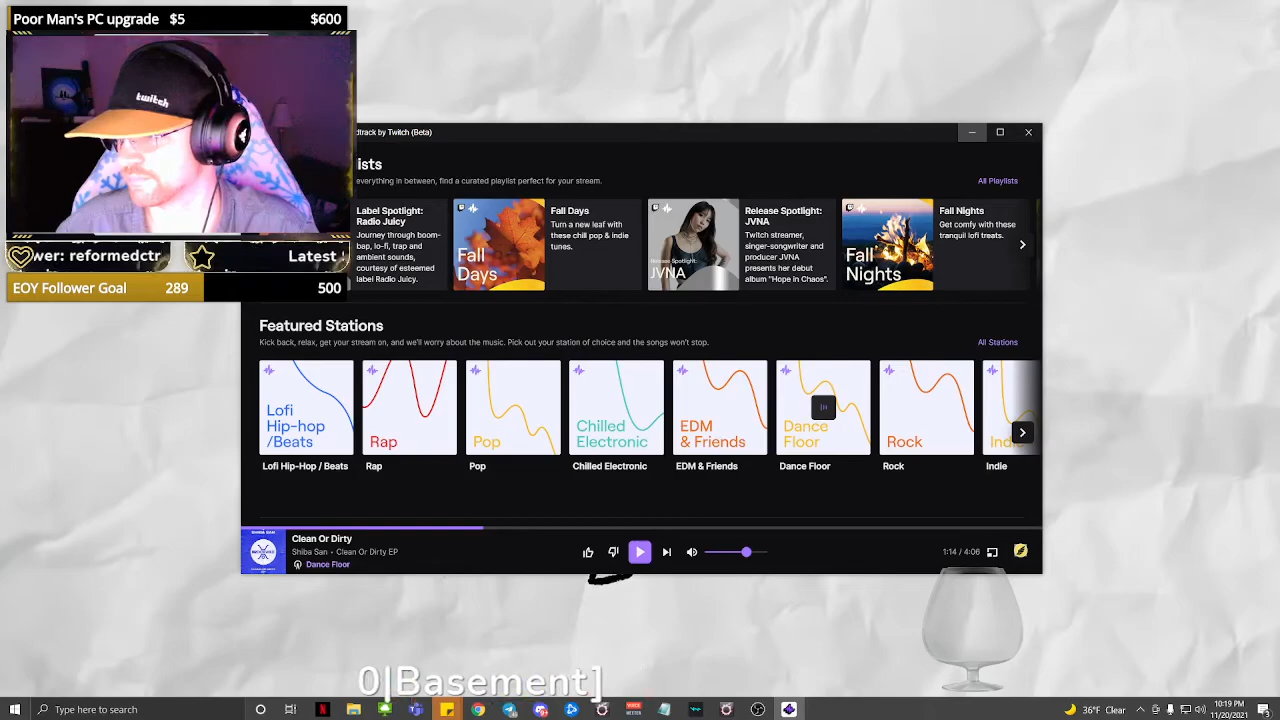 Poor Man's PC upgrade $5 $600
twitch
wer: reformedctr
Latest
EOY Follower Goal 289 500
dtrack by Twitch (Beta)
lists
everything in between, find a curated playlist perfect for your stream.
All Playlists
Label Spotlight:
Radio Juicy
Journey through boom-
bap, lo-fi, trap and
ambient sounds,
courtesy of esteemed
label Radio Juicy.
Fall
Days
Fall Days
Turn a new leaf with
these chill pop & indie
tunes.
Release Spotlight:
JVNA
Release Spotlight:
JVNA
Twitch streamer,
singer-songwriter and
producer JVNA
presents her debut
album "Hope in Chaos".
Fall
Nights
Fall Nights
Get comfy with these
tranquil lofi treats.
Featured Stations
Kick back, relax, get your stream on, and we'll worry about the music. Pick out your station of choice and the songs won't stop.
All Stations
Lofi
Hip-hop
/Beats
Rap
Pop
Chilled
Electronic
EDM
& Friends
Dance
Floor
Rock
Indie
Lofi Hip-Hop / Beats
Rap
Pop
Chilled Electronic
EDM & Friends
Dance Floor
Rock
Indie
SHIBA SAN
Clean Or Dirty
Shiba San • Clean Or Dirty EP
Dance Floor
1:14 / 4:06
0|Basement]
Type here to search
36°F Clear
10:19 PM
11/20/2021